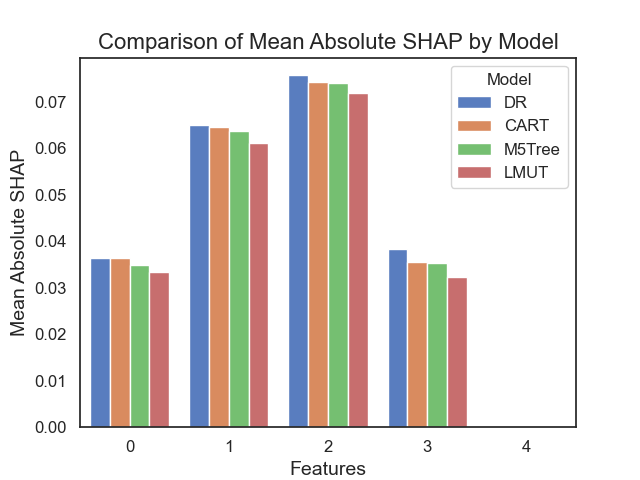 Comparison of Mean Absolute SHAP by Model
Mean Absolute SHAP
0.07
0.06
0.05
0.04
0.03
0.02
0.01
0.00
Model
DR
CART
M5Tree
LMUT
0 1 2 3 4
Features